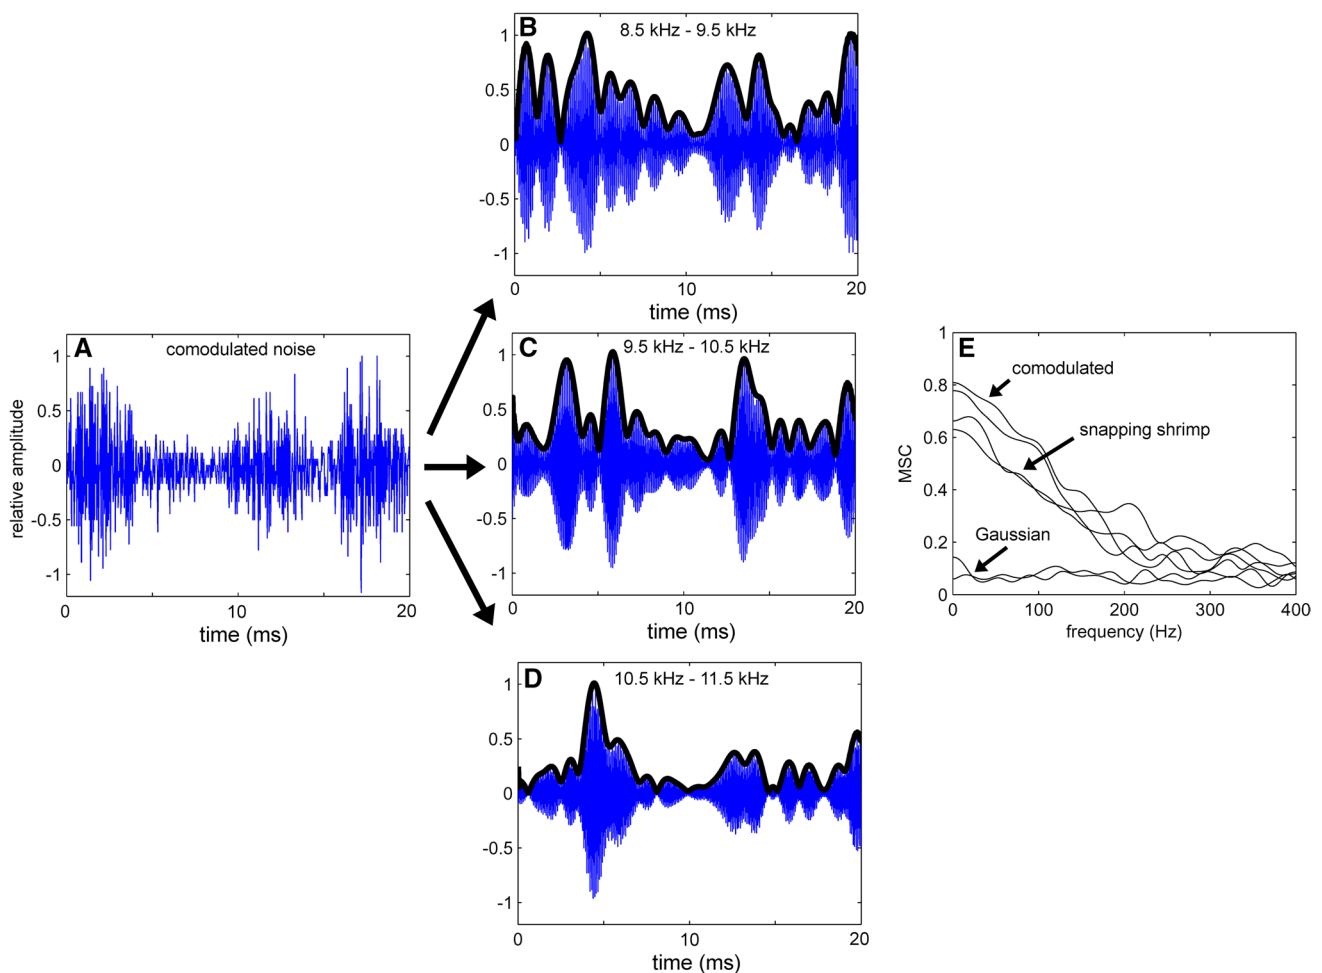 A
comodulated noise
relative amplitude
1
0.5
0
-0.5
-1
0
10
20
time (ms)
B
8.5 kHz - 9.5 kHz
1
0.5
0
-0.5
-1
0
10
20
time (ms)
C
9.5 kHz - 10.5 kHz
1
0.5
0
-0.5
-1
0
10
20
time (ms)
D
10.5 kHz - 11.5 kHz
1
0.5
0
-0.5
-1
0
10
20
time (ms)
E
comodulated
snapping shrimp
Gaussian
MSC
1
0.8
0.6
0.4
0.2
0
0
100
200
300
400
frequency (Hz)